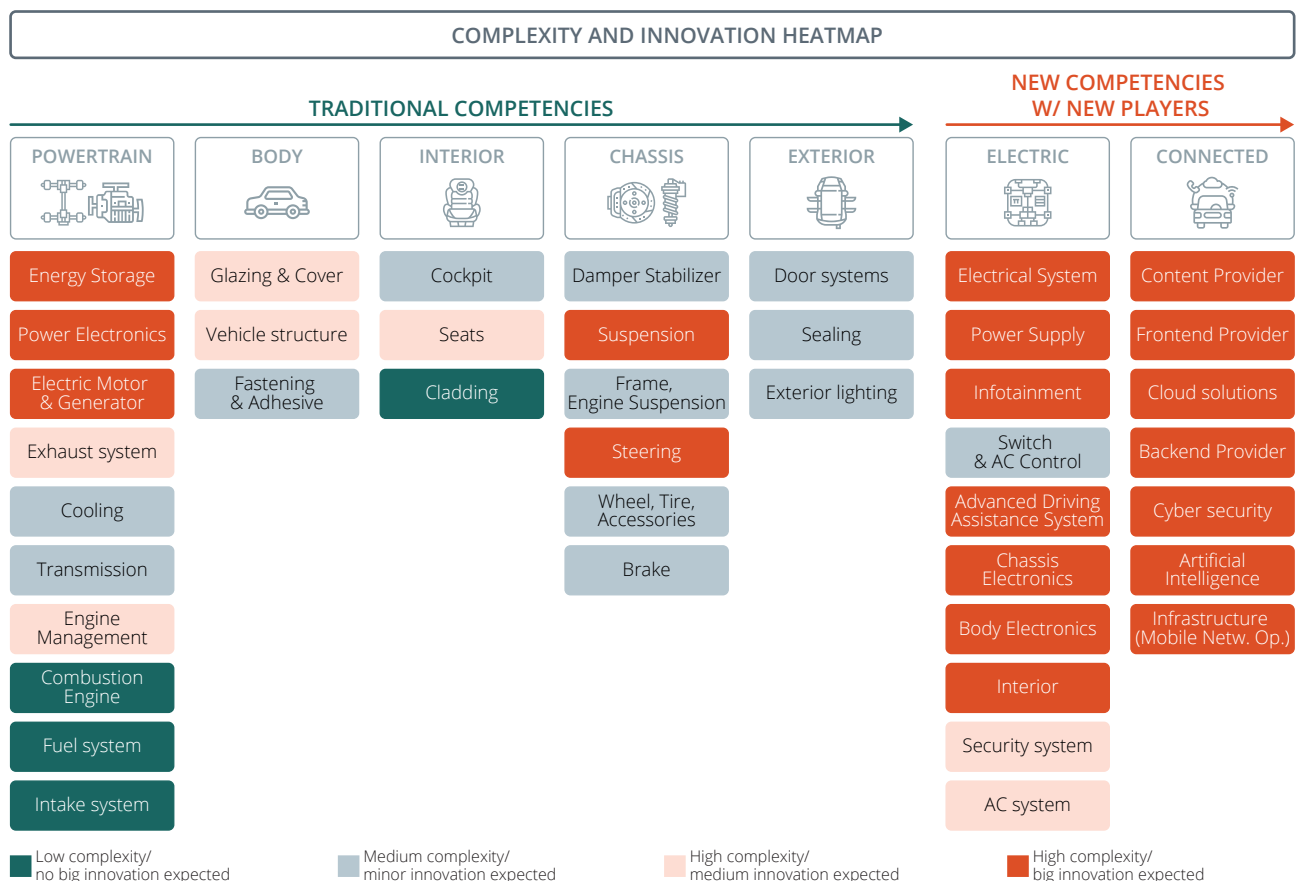 COMPLEXITY AND INNOVATION HEATMAP
TRADITIONAL COMPETENCIES
NEW COMPETENCIES
W/ NEW PLAYERS
POWERTRAIN
Energy Storage
Power Electronics
Electric Motor
& Generator
Exhaust system
Cooling
Transmission
Engine
Management
Combustion
Engine
Fuel system
Intake system
BODY
Glazing & Cover
Vehicle structure
Fastening
& Adhesive
INTERIOR
Cockpit
Seats
Cladding
CHASSIS
Damper Stabilizer
Suspension
Frame,
Engine Suspension
Steering
Wheel, Tire,
Accessories
Brake
EXTERIOR
Door systems
Sealing
Exterior lighting
ELECTRIC
Electrical System
Power Supply
Infotainment
Switch
& AC Control
Advanced Driving
Assistance System
Chassis
Electronics
Body Electronics
Interior
Security system
AC system
CONNECTED
Content Provider
Frontend Provider
Cloud solutions
Backend Provider
Cyber security
Artificial
Intelligence
Infrastructure
(Mobile Netw. Op.)
Low complexity/
no big innovation expected
Medium complexity/
minor innovation expected
High complexity/
medium innovation expected
High complexity/
big innovation expected